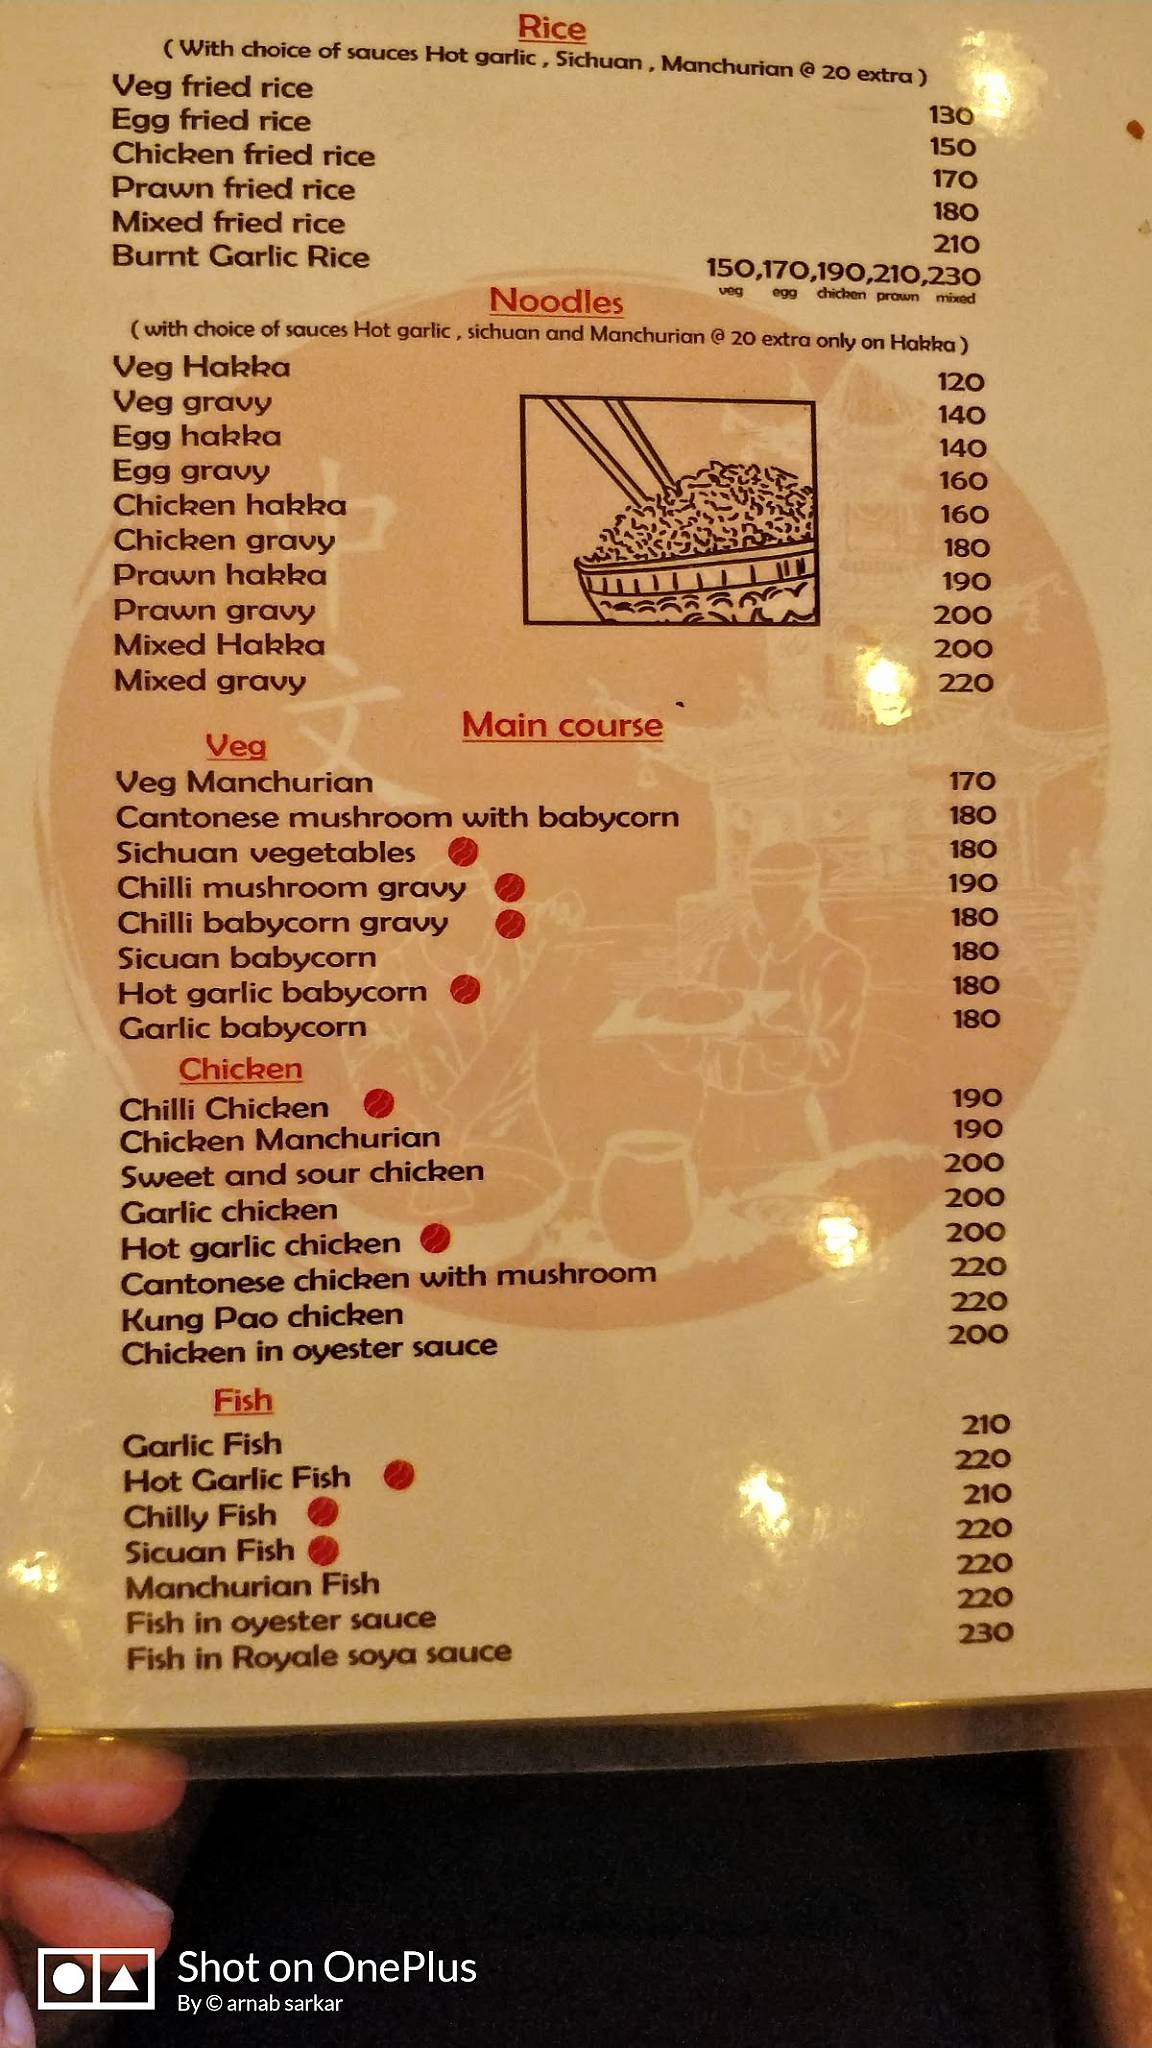 Rice
( With choice of sauces Hot garlic , Sichuan , Manchurian @ 20 extra )
Veg fried rice 130
Egg fried rice 150
Chicken fried rice 170
Prawn fried rice 180
Mixed fried rice 210
Burnt Garlic Rice 150,170,190,210,230
veg egg chicken prawn mixed
Noodles
( with choice of sauces Hot garlic , sichuan and Manchurian @ 20 extra only on Hakka )
Veg Hakka 120
Veg gravy 140
Egg hakka 140
Egg gravy 160
Chicken hakka 160
Chicken gravy 180
Prawn hakka 190
Prawn gravy 200
Mixed Hakka 200
Mixed gravy 220
中文
Main course
Veg
Veg Manchurian 170
Cantonese mushroom with babycorn 180
Sichuan vegetables 180
Chilli mushroom gravy 190
Chilli babycorn gravy 180
Sicuan babycorn 180
Hot garlic babycorn 180
Garlic babycorn 180
Chicken
Chilli Chicken 190
Chicken Manchurian 190
Sweet and sour chicken 200
Garlic chicken 200
Hot garlic chicken 200
Cantonese chicken with mushroom 220
Kung Pao chicken 220
Chicken in oyester sauce 200
Fish
Garlic Fish 210
Hot Garlic Fish 220
Chilly Fish 210
Sicuan Fish 220
Manchurian Fish 220
Fish in oyester sauce 220
Fish in Royale soya sauce 230
Shot on OnePlus
By © arnab sarkar